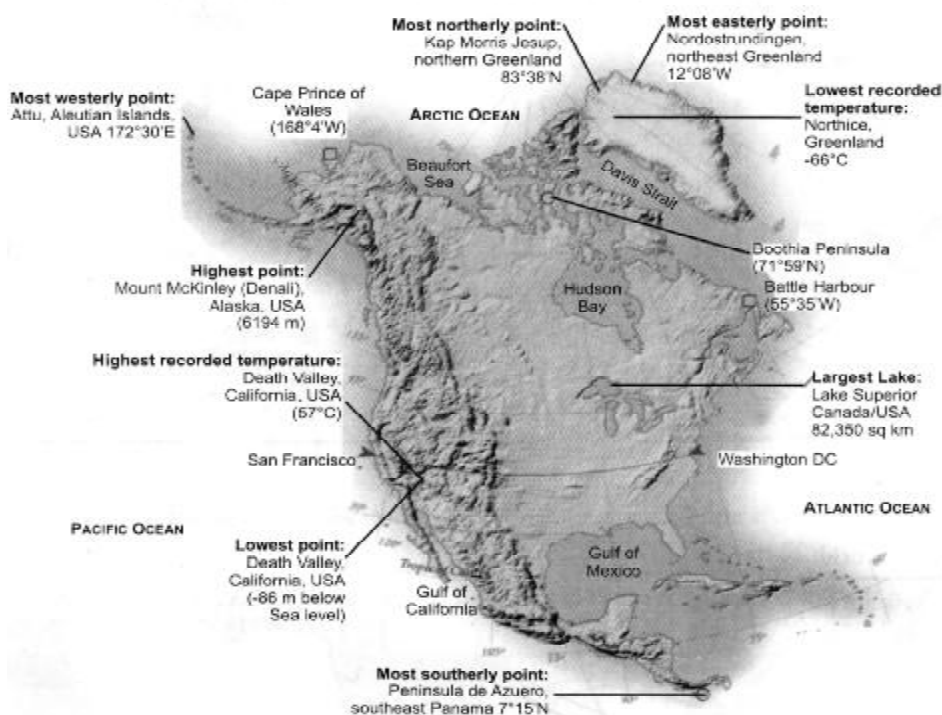 Most northerly point:
Kap Morris Jesup,
northern Greenland
83°38'N
Most easterly point:
Nordostrundingen,
northeast Greenland
12°08'W
Most westerly point:
Attu, Aleutian Islands,
USA 172°30'E
Cape Prince of
Wales
(168°4'W)
ARCTIC OCEAN
Lowest recorded
temperature:
Northice,
Greenland
-66°C
Beaufort
Sea
Davis Strait
Boothia Peninsula
(71°59'N)
Highest point:
Mount McKinley (Denali),
Alaska, USA
(6194 m)
Hudson
Bay
Battle Harbour
(55°35'W)
Highest recorded temperature:
Death Valley,
California, USA
(57°C)
Largest Lake:
Lake Superior
Canada/USA
82,350 sq km
San Francisco
Washington DC
PACIFIC OCEAN
ATLANTIC OCEAN
Lowest point:
Death Valley,
California, USA
(-86 m below
Sea level)
Gulf of
Mexico
Tropic of
Gulf of
California
Most southerly point:
Peninsula de Azuero,
southeast Panama 7°15'N